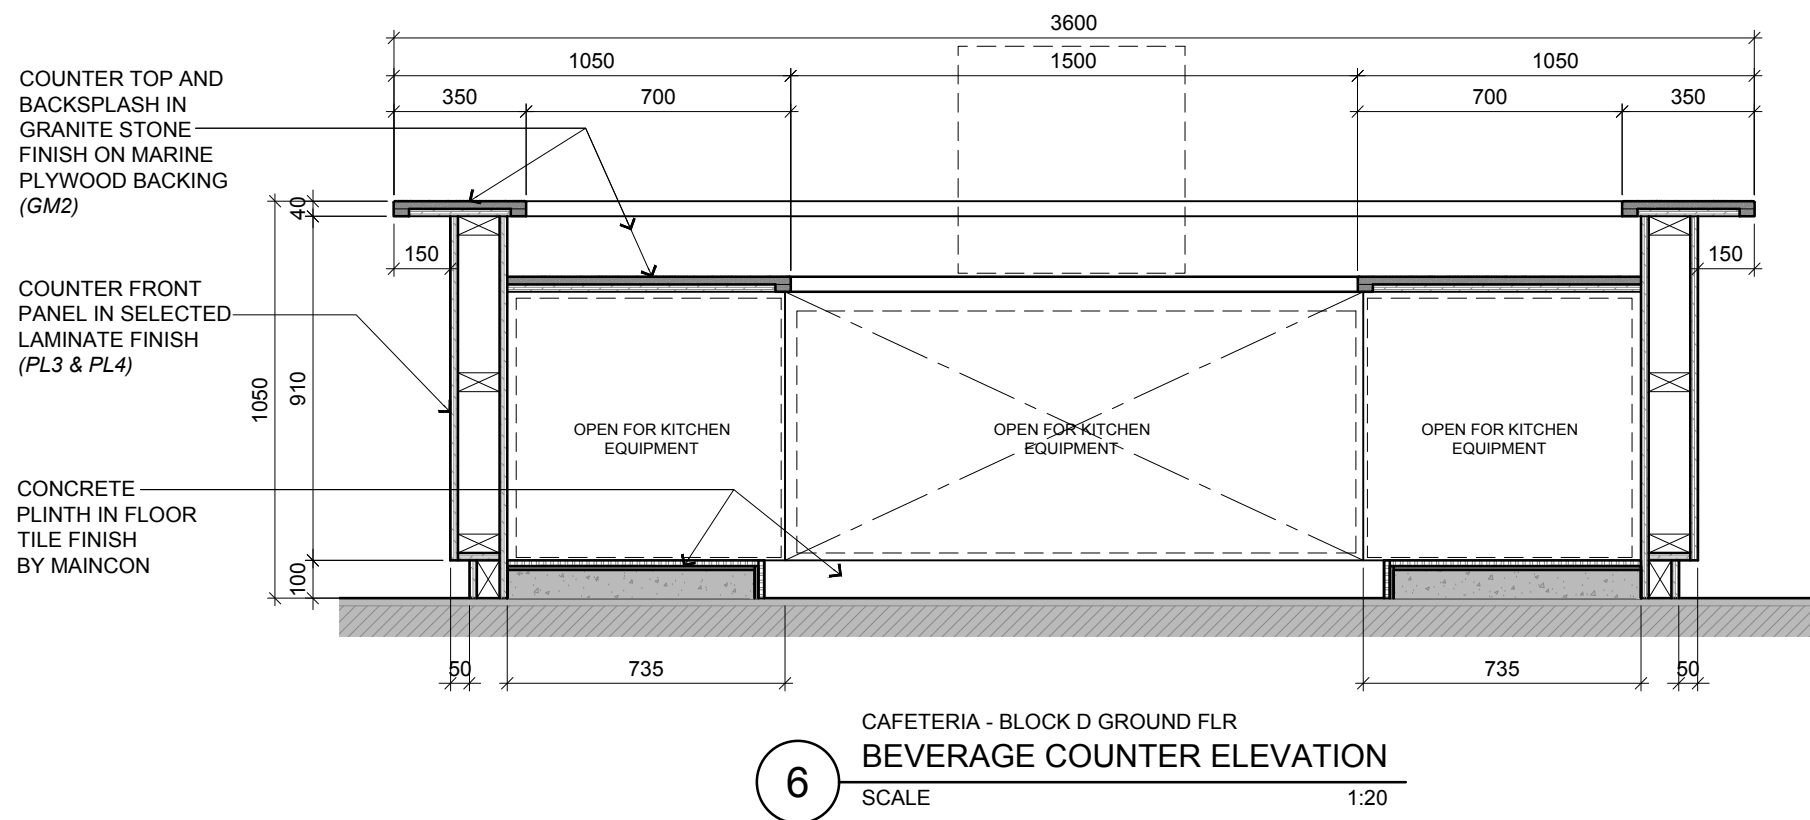 3600
1050
1500
1050
350
700
700
350
COUNTER TOP AND
BACKSPLASH IN
GRANITE STONE
FINISH ON MARINE
PLYWOOD BACKING
(GM2)
40
150
150
COUNTER FRONT
PANEL IN SELECTED
LAMINATE FINISH
(PL3 & PL4)
1050
910
OPEN FOR KITCHEN
EQUIPMENT
OPEN FOR KITCHEN
EQUIPMENT
OPEN FOR KITCHEN
EQUIPMENT
CONCRETE
PLINTH IN FLOOR
TILE FINISH
BY MAINCON
100
50
735
735
50
CAFETERIA - BLOCK D GROUND FLR
6
BEVERAGE COUNTER ELEVATION
SCALE
1:20